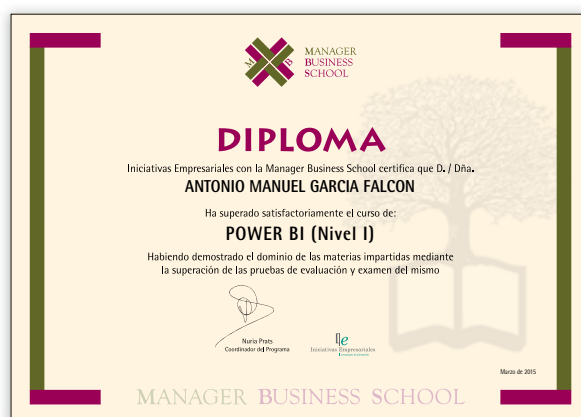 M B
MANAGER
BUSINESS
SCHOOL
DIPLOMA
Iniciativas Empresariales con la Manager Business School certifica que D. / Dña.
ANTONIO MANUEL GARCIA FALCON
Ha superado satisfactoriamente el curso de:
POWER BI (Nivel I)
Habiendo demostrado el dominio de las materias impartidas mediante
la superación de las pruebas de evaluación y examen del mismo
Nuria Prats
Coordinador del Programa
Ie
Iniciativas Empresariales
Marzo de 2015
MANAGER BUSINESS SCHOOL